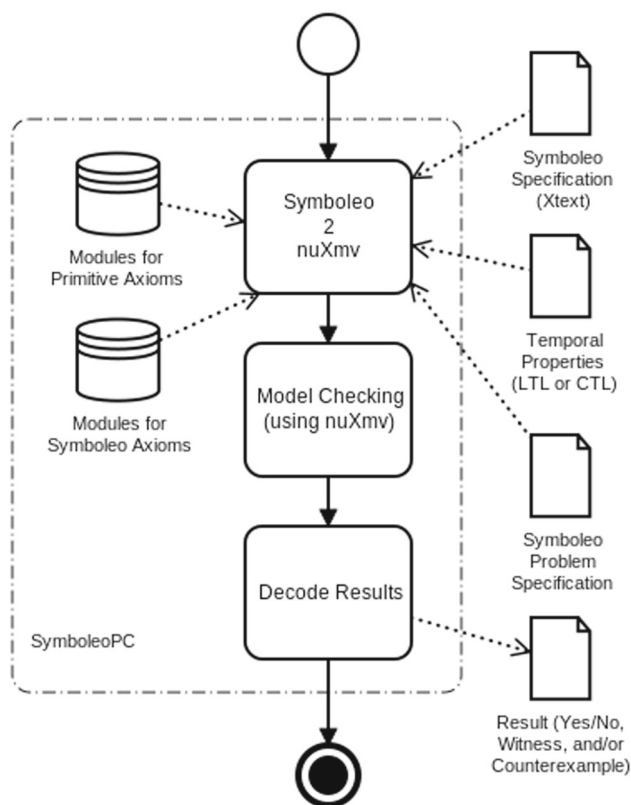 Symboleo
2
nuXmv
Symboleo
Specification
(Xtext)
Modules for
Primitive Axioms
Temporal
Properties
(LTL or CTL)
Model Checking
(using nuXmv)
Modules for
Symboleo Axioms
Symboleo
Problem
Specification
Decode Results
SymboleoPC
Result (Yes/No,
Witness, and/or
Counterexample)